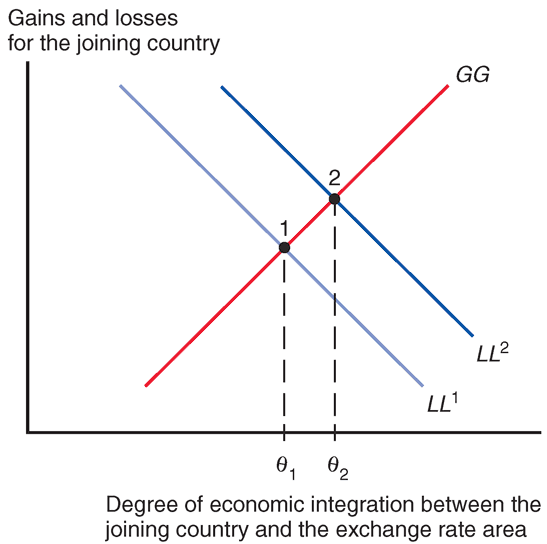 Gains and losses
for the joining country
GG
2
1
LL²
LL¹
θ₁ θ₂
Degree of economic integration between the
joining country and the exchange rate area